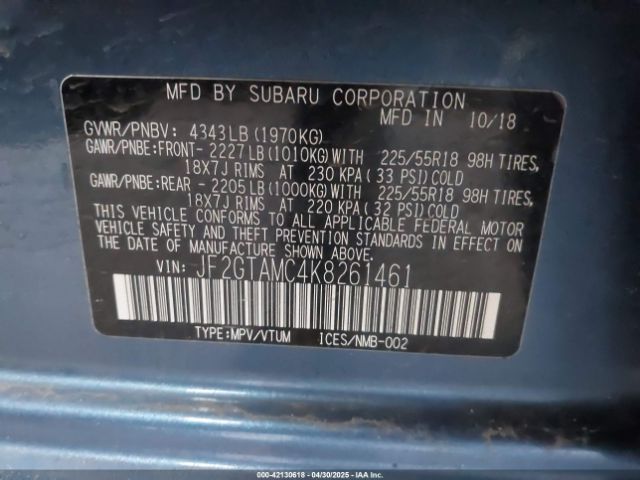 MFD BY SUBARU CORPORATION
MFD IN 10/18
GVWR/PNBV: 4343LB(1970KG)
GAWR/PNBE:FRONT- 2227LB(1010KG)WITH 225/55R18 98H TIRES,
18X7J RIMS AT 230 KPA( 33 PSI)COLD
GAWR/PNBE:REAR - 2205LB(1000KG)WITH 225/55R18 98H TIRES,
18X7J RIMS AT 220 KPA( 32 PSI)COLD
THIS VEHICLE CONFORMS TO ALL APPLICABLE FEDERAL MOTOR
VEHICLE SAFETY AND THEFT PREVENTION STANDARDS IN EFFECT ON
THE DATE OF MANUFACTURE SHOWN ABOVE.
VIN: JF2GTAMC4K8261461
TYPE:MPV/VTUM ICES/NMB-002
000-42130618 - 04/30/2025 - IAAI.CA